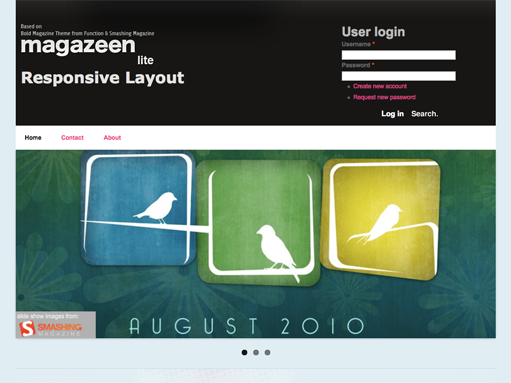 Based on
Bold Magazine Theme from Function & Smashing Magazine
magazeen
lite
Responsive Layout
User login
Username *
Password *
Create new account
Request new password
Log in Search.
Home Contact About
slide show images from:
SMASHING
MAGAZINE
AUGUST 2010